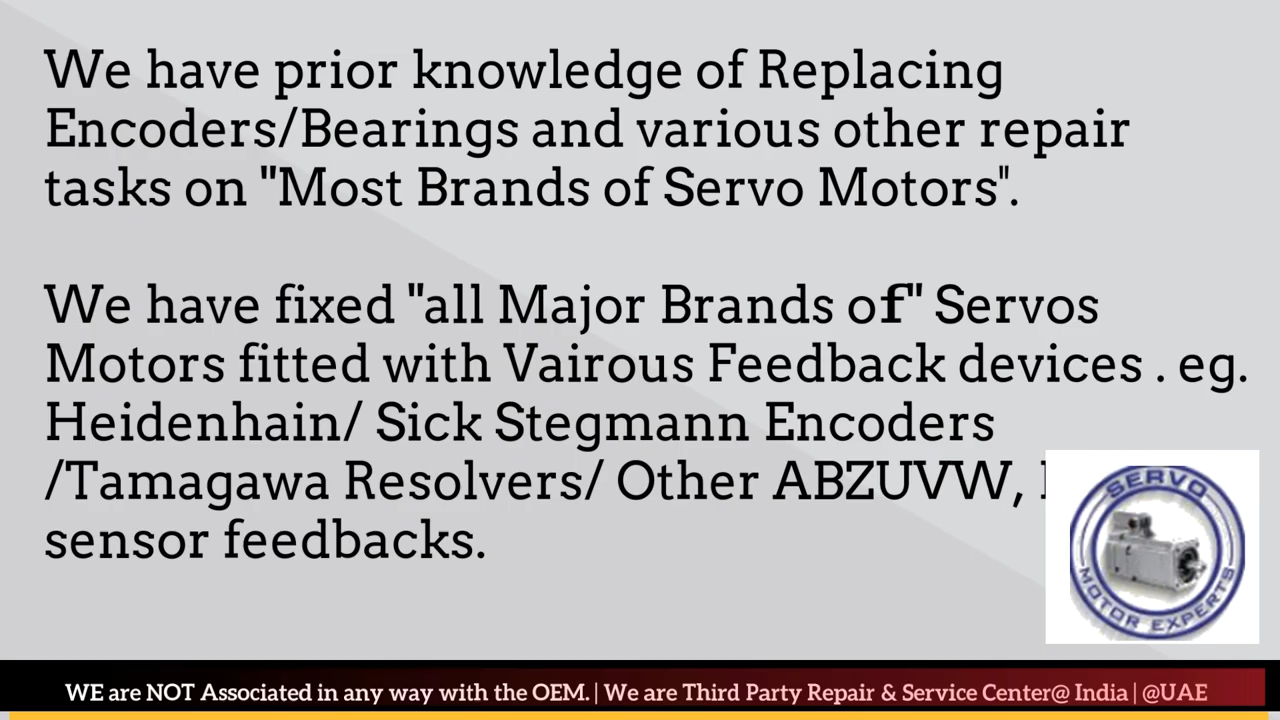 We have prior knowledge of Replacing
Encoders/Bearings and various other repair
tasks on "Most Brands of Servo Motors".
We have fixed "all Major Brands of" Servos
Motors fitted with Vairous Feedback devices . eg.
Heidenhain/ Sick Stegmann Encoders
/Tamagawa Resolvers/ Other ABZUVW,
sensor feedbacks.
SERVO
MOTOR EXPERTS
WE are NOT Associated in any way with the OEM. | We are Third Party Repair & Service Center@ India | @UAE